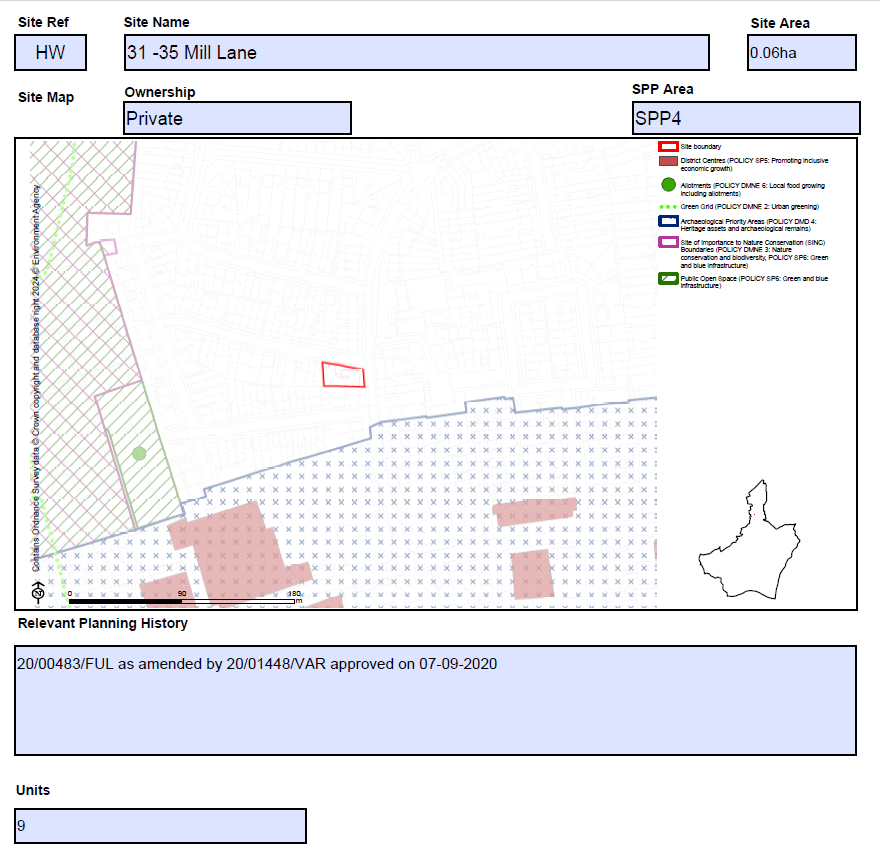 Site Ref
Site Name
Site Area
HW
31 -35 Mill Lane
0.06ha
Site Map
Ownership
SPP Area
Private
SPP4
Contains Ordnance Survey data © Crown copyright and database right 2024 © Environment Agency
Site boundary
District Centres (POLICY SP5: Promoting inclusive
economic growth)
Allotments (POLICY DMNE 6: Local food growing
including allotments)
Green Grid (POLICY DMNE 2: Urban greening)
Archaeological Priority Areas (POLICY DMD 4:
Heritage assets and archaeological remains)
Site of Importance to Nature Conservation (SINC)
Boundaries (POLICY DMNE 3: Nature
conservation and biodiversity, POLICY SP6: Green
and blue infrastructure)
Public Open Space (POLICY SP6: Green and blue
infrastructure)
N
0 90 180
m
Relevant Planning History
20/00483/FUL as amended by 20/01448/VAR approved on 07-09-2020
Units
9